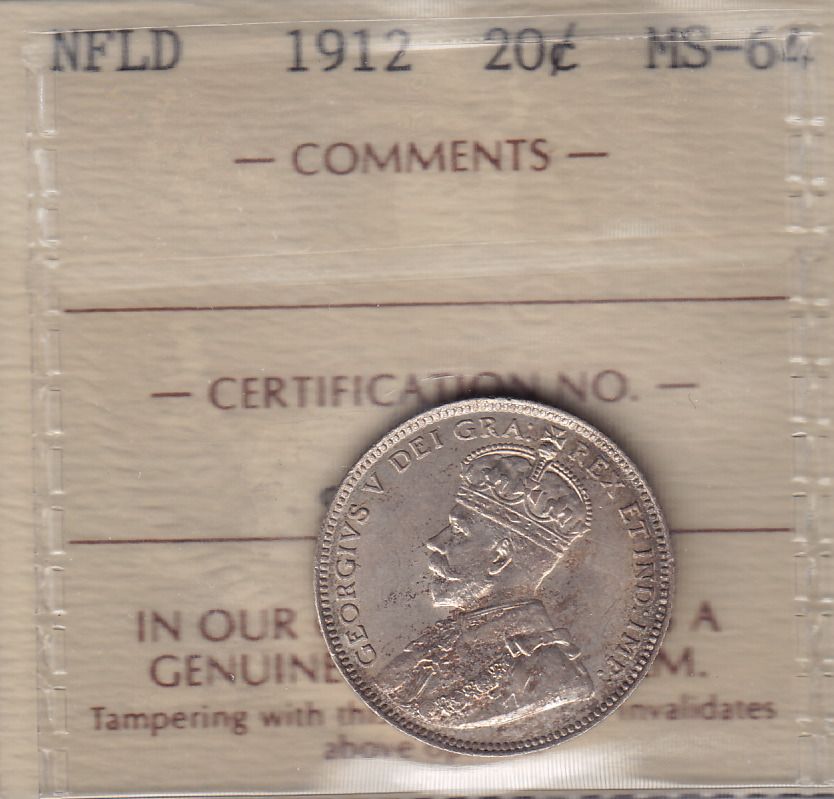 NFLD 1912 20¢ MS-64
— COMMENTS —
— CERTIFICATION NO. —
GEORGIVS V DEI GRA: REX ET IND: IMP:
IN OUR A
GENUINE M.
Tampering with this invalidates
above